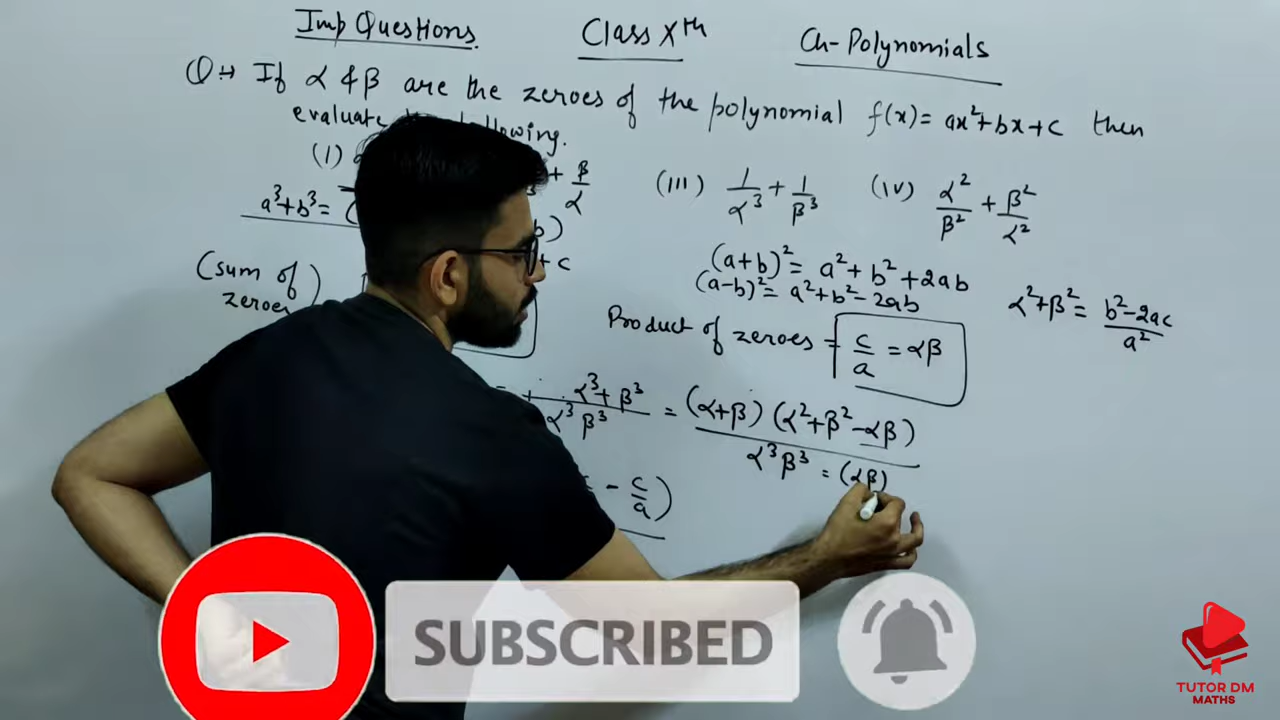 Imp Questions. Class Xth Ch-Polynomials
Q→ If α & β are the zeroes of the polynomial f(x) = ax²+bx+c then
evaluate following.
(I) + β/α (III) 1/α³ + 1/β³ (IV) α²/β² + β²/α²
a³+b³ = ( b)
(a+b)² = a²+b²+2ab
(a-b)² = a²+b²-2ab
+ c
(sum of zeroes)
Product of zeroes = c/a = αβ
α²+β² = b²-2ac/a²
= α³+β³/α³β³ = (α+β)(α²+β²-αβ)/α³β³ = (αβ)
- c/a)
SUBSCRIBED
TUTOR DM
MATHS